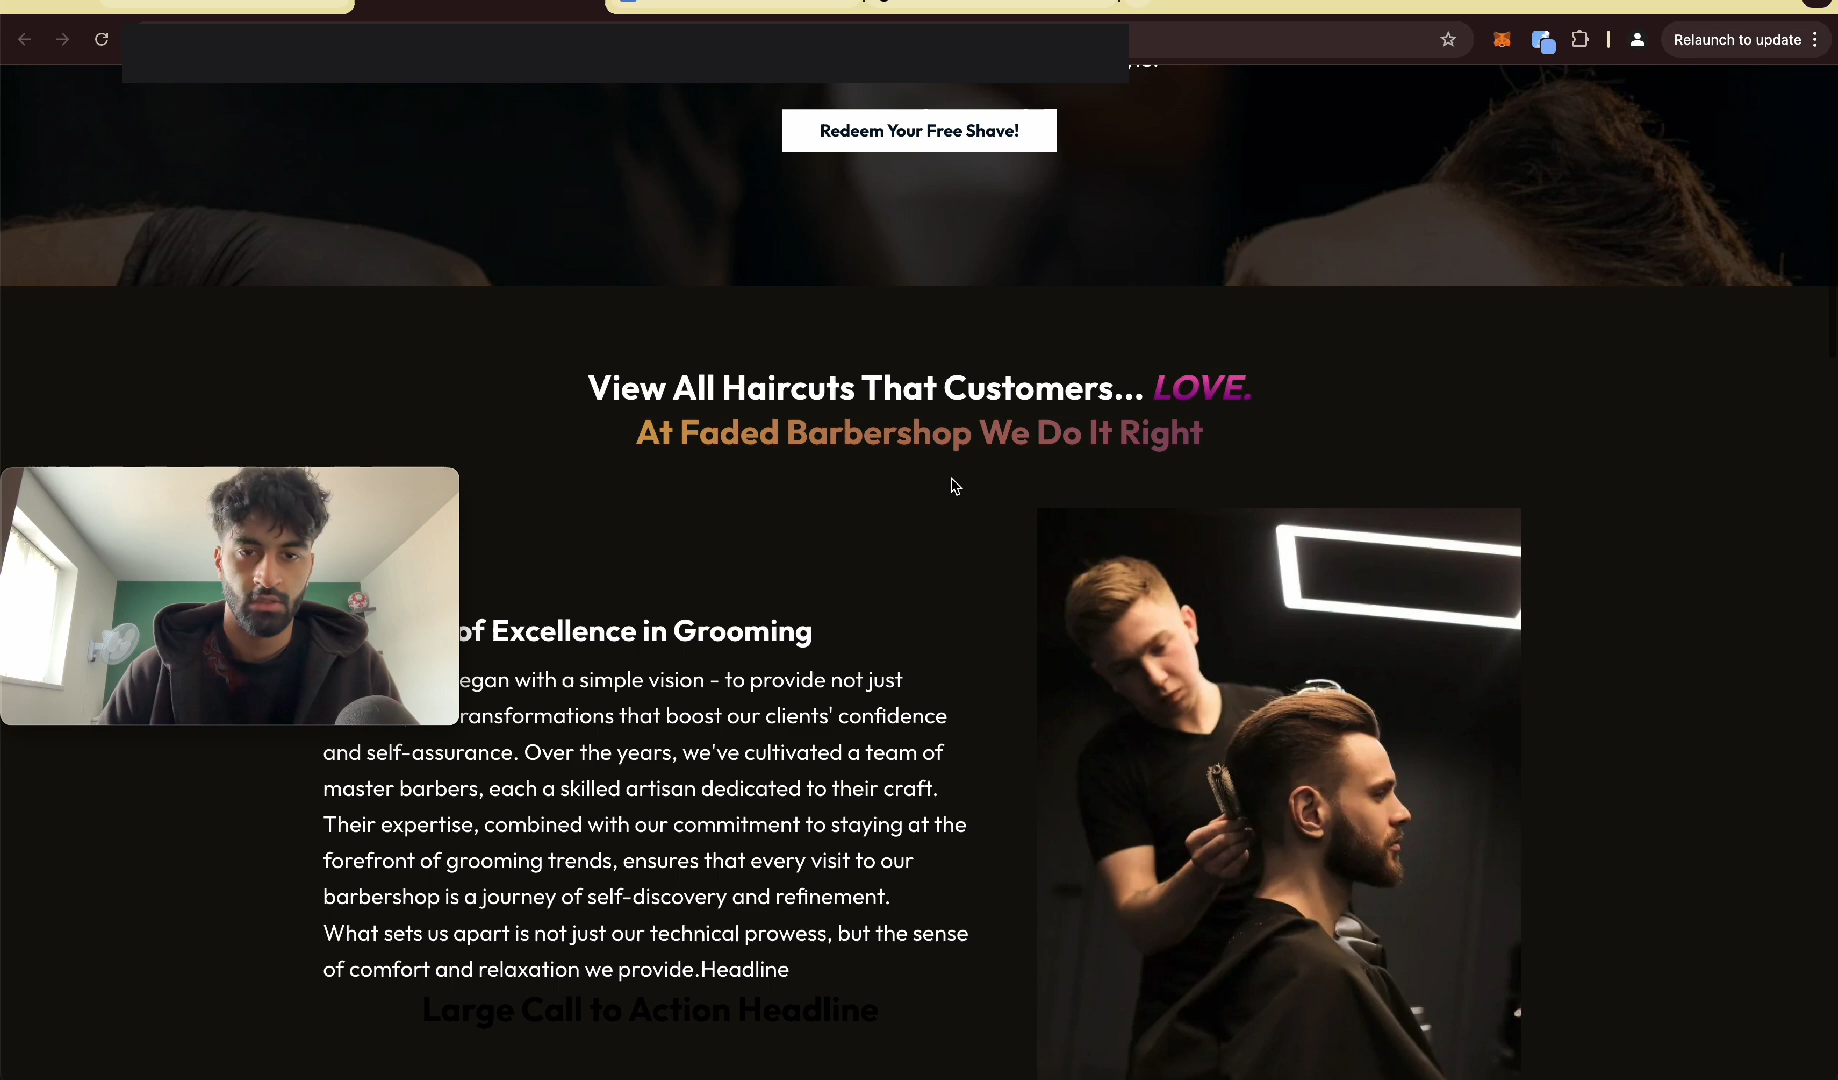 Relaunch to update
Redeem Your Free Shave!
View All Haircuts That Customers... LOVE.
At Faded Barbershop We Do It Right
of Excellence in Grooming
with a simple vision - to provide not just
that boost our clients' confidence
and self-assurance. Over the years, we've cultivated a team of
master barbers, each a skilled artisan dedicated to their craft.
Their expertise, combined with our commitment to staying at the
forefront of grooming trends, ensures that every visit to our
barbershop is a journey of self-discovery and refinement.
What sets us apart is not just our technical prowess, but the sense
of comfort and relaxation we provide.Headline
Large Call to Action Headline